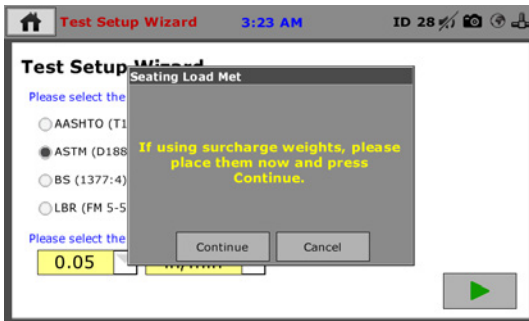 Test Setup Wizard 3:23 AM ID 28
Test Setup
Seating Load Met
Please select the
AASHTO (T1
ASTM (D188
If using surcharge weights, please
place them now and press
Continue.
BS (1377:4)
LBR (FM 5-5
Please select the
Continue Cancel
0.05